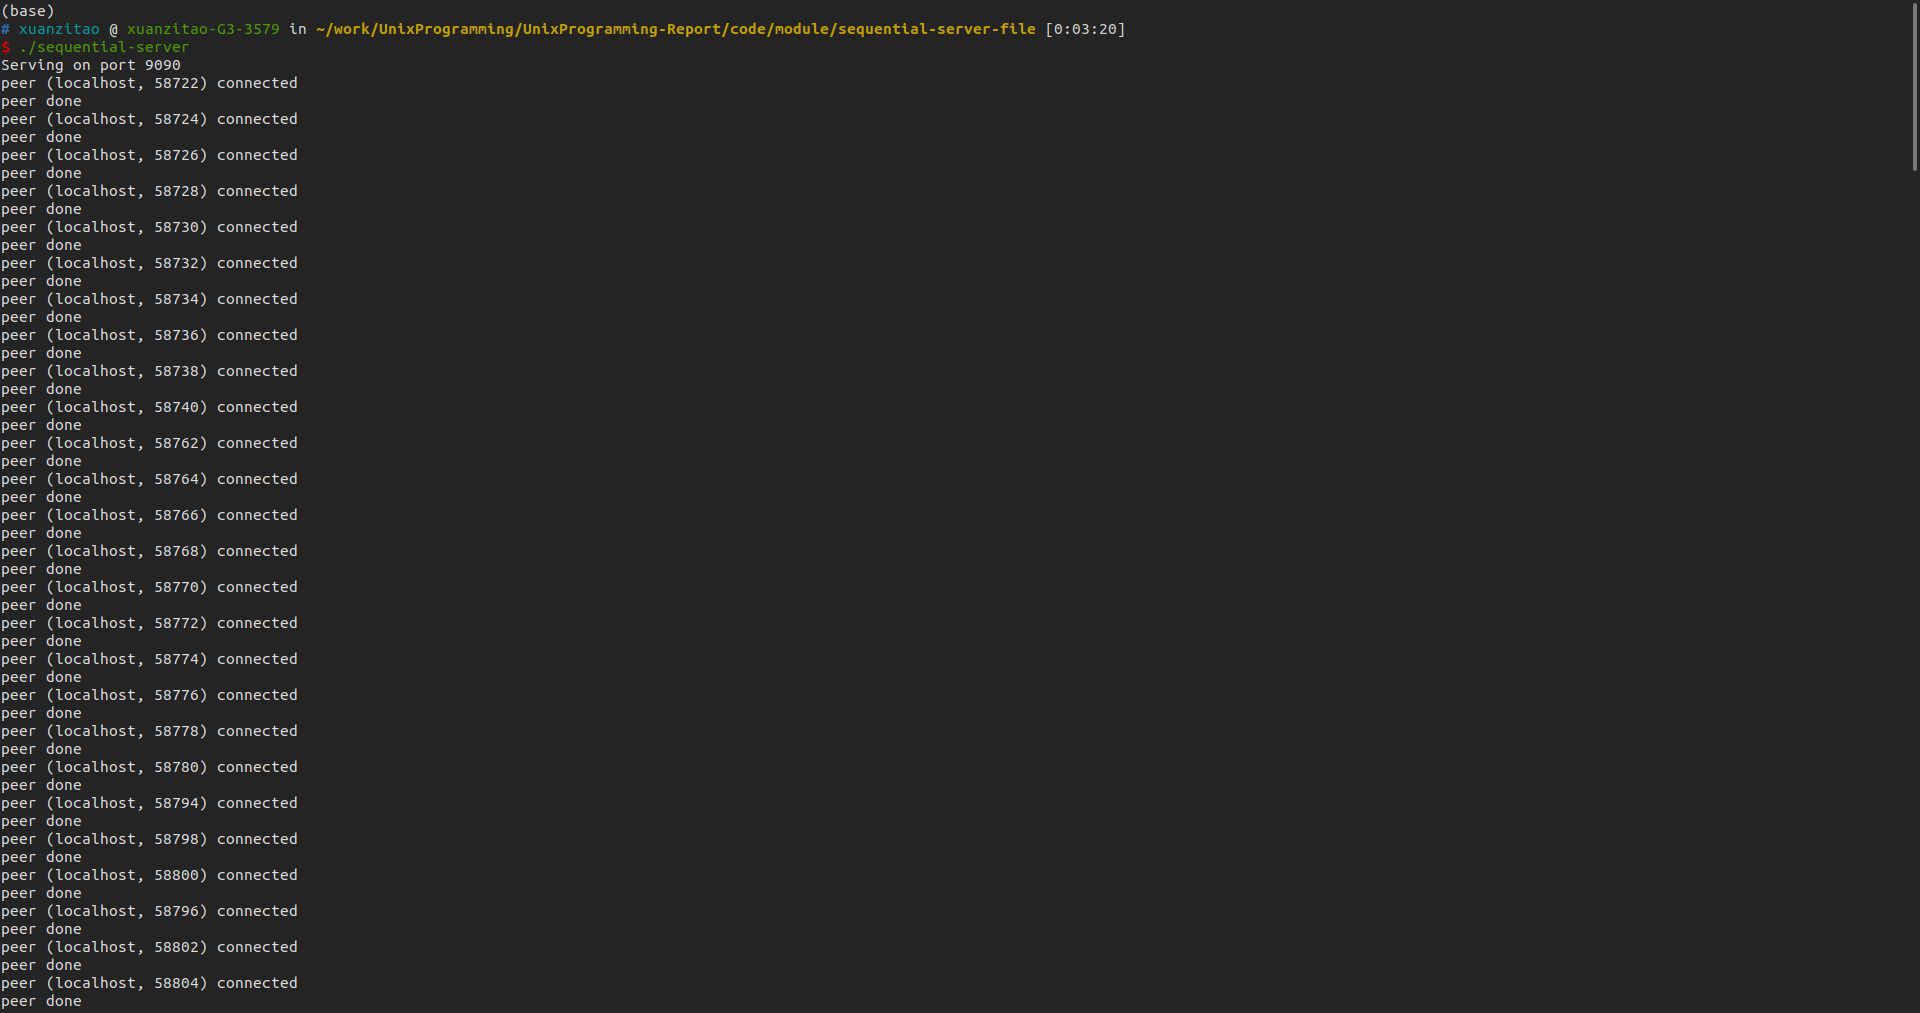 (base)
# xuanzitao @ xuanzitao-G3-3579 in ~/work/UnixProgramming/UnixProgramming-Report/code/module/sequential-server-file [0:03:20]
$ ./sequential-server
Serving on port 9090
peer (localhost, 58722) connected
peer done
peer (localhost, 58724) connected
peer done
peer (localhost, 58726) connected
peer done
peer (localhost, 58728) connected
peer done
peer (localhost, 58730) connected
peer done
peer (localhost, 58732) connected
peer done
peer (localhost, 58734) connected
peer done
peer (localhost, 58736) connected
peer done
peer (localhost, 58738) connected
peer done
peer (localhost, 58740) connected
peer done
peer (localhost, 58762) connected
peer done
peer (localhost, 58764) connected
peer done
peer (localhost, 58766) connected
peer done
peer (localhost, 58768) connected
peer done
peer (localhost, 58770) connected
peer done
peer (localhost, 58772) connected
peer done
peer (localhost, 58774) connected
peer done
peer (localhost, 58776) connected
peer done
peer (localhost, 58778) connected
peer done
peer (localhost, 58780) connected
peer done
peer (localhost, 58794) connected
peer done
peer (localhost, 58798) connected
peer done
peer (localhost, 58800) connected
peer done
peer (localhost, 58796) connected
peer done
peer (localhost, 58802) connected
peer done
peer (localhost, 58804) connected
peer done